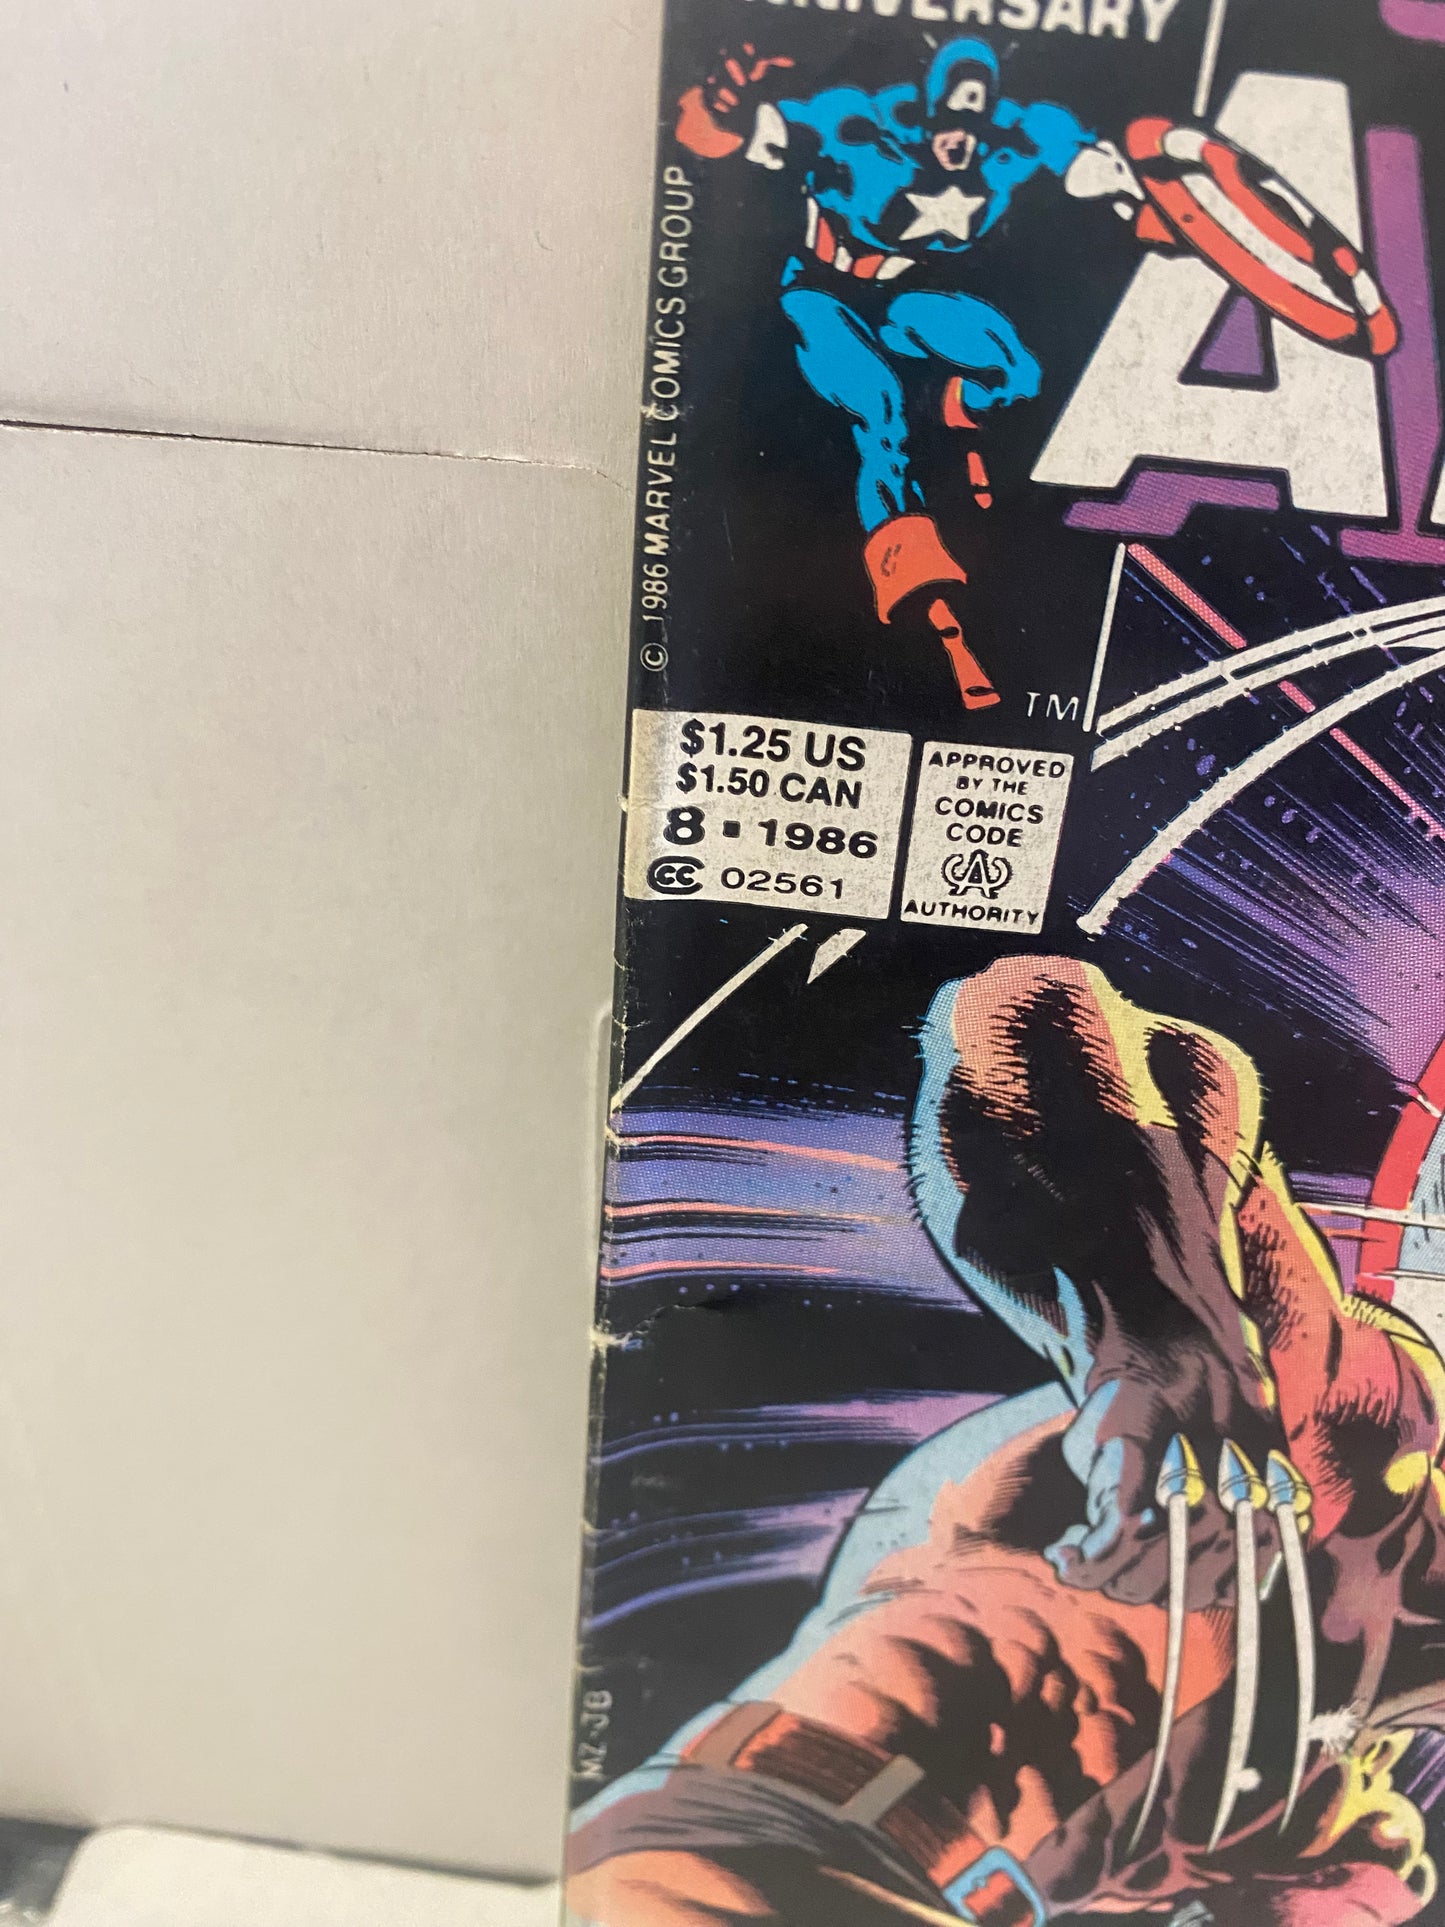 ANNIVERSARY
© 1986 MARVEL COMICS GROUP
A
TM
$1.25 US
$1.50 CAN
8 ▪ 1986
CC 02561
APPROVED
BY THE
COMICS
CODE
CA
AUTHORITY
MZ-JB